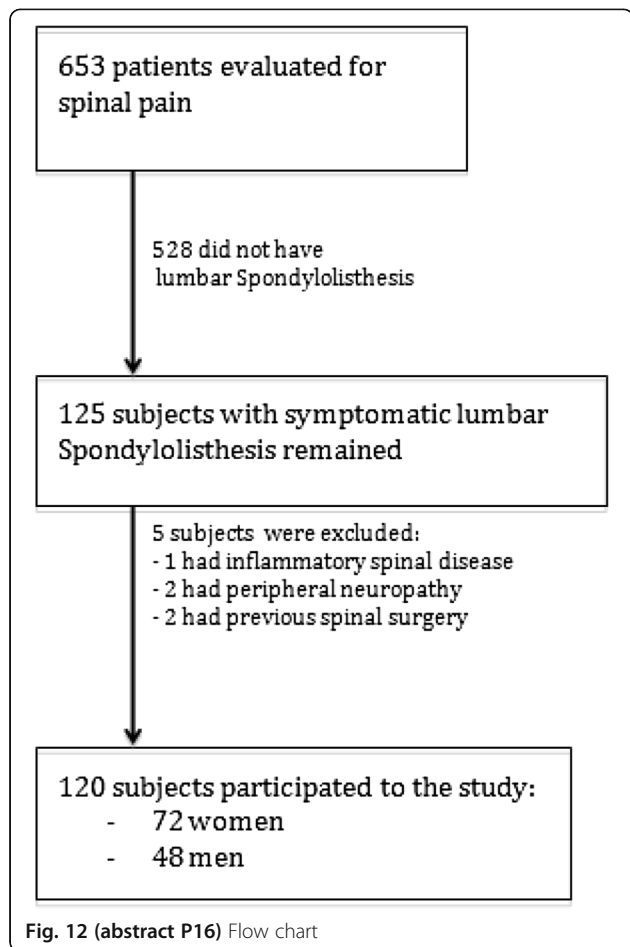 653 patients evaluated for
spinal pain
528 did not have
lumbar Spondylolisthesis
125 subjects with symptomatic lumbar
Spondylolisthesis remained
5 subjects were excluded:
- 1 had inflammatory spinal disease
- 2 had peripheral neuropathy
- 2 had previous spinal surgery
120 subjects participated to the study:
- 72 women
- 48 men
Fig. 12 (abstract P16) Flow chart